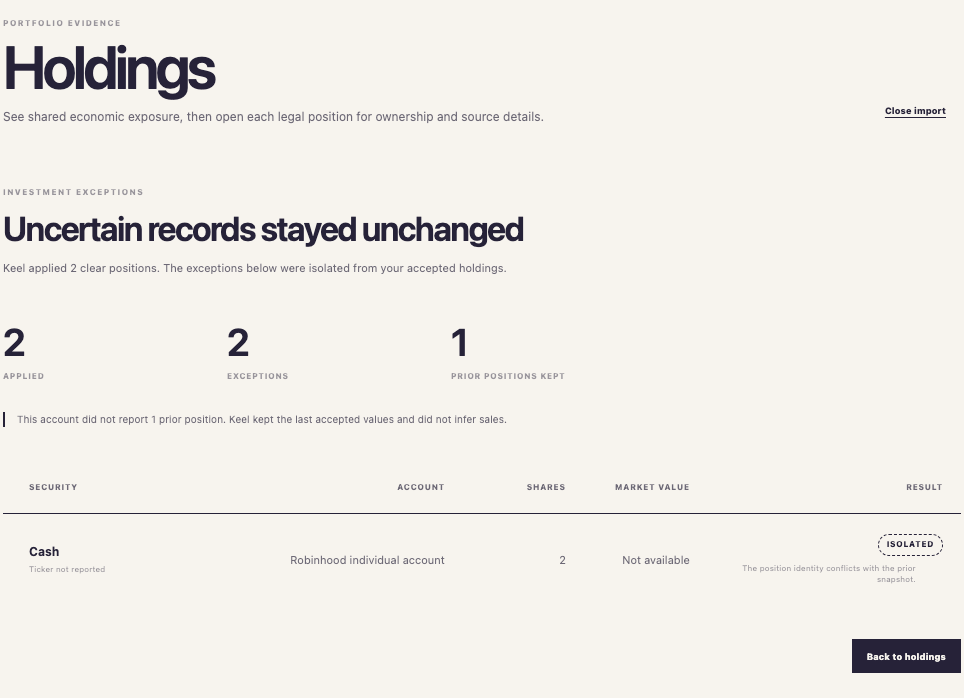 PORTFOLIO EVIDENCE
Holdings
See shared economic exposure, then open each legal position for ownership and source details.
Close import
INVESTMENT EXCEPTIONS
Uncertain records stayed unchanged
Keel applied 2 clear positions. The exceptions below were isolated from your accepted holdings.
2 2 1
APPLIED EXCEPTIONS PRIOR POSITIONS KEPT
This account did not report 1 prior position. Keel kept the last accepted values and did not infer sales.
SECURITY ACCOUNT SHARES MARKET VALUE RESULT
Cash Robinhood individual account 2 Not available ISOLATED
Ticker not reported
The position identity conflicts with the prior
snapshot.
Back to holdings